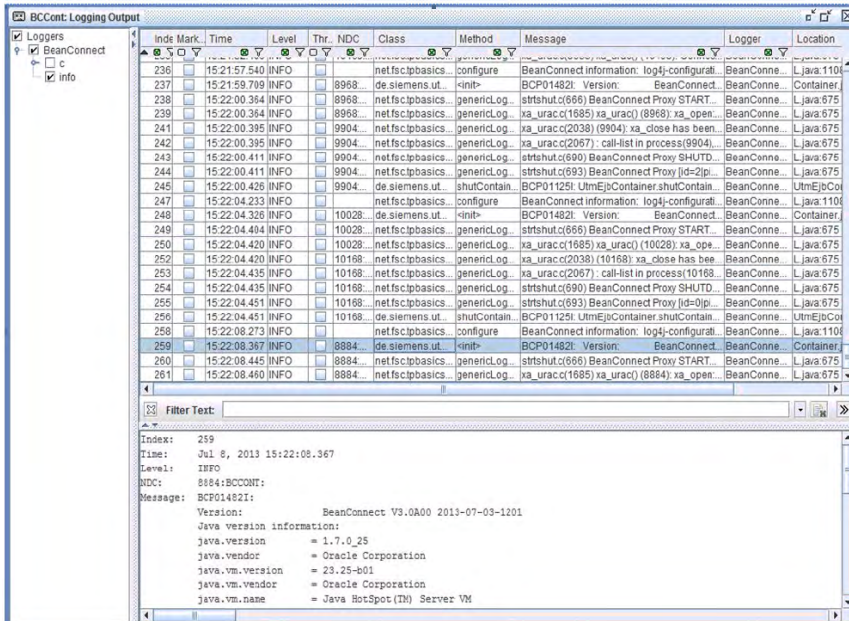 BCCont: Logging Output
Loggers
BeanConnect
c
info
Inde Mark... Time Level Thr... NDC Class Method Message Logger Location
236 15:21:57.540 INFO net.fsc.tpbasics... configure BeanConnect information: log4j-configurati... BeanConne... L.java:1108
237 15:21:59.709 INFO 8968:... de.siemens.ut... <init> BCP01482I: Version: BeanConnect... BeanConne... Container.j
238 15:22:00.364 INFO 8968:... net.fsc.tpbasics... genericLog... strtshut.c(666) BeanConnect Proxy START... BeanConne... L.java:675
239 15:22:00.364 INFO 8968:... net.fsc.tpbasics... genericLog... xa_urac.c(1685) xa_urac() (8968): xa_open:... BeanConne... L.java:675
241 15:22:00.395 INFO 9904:... net.fsc.tpbasics... genericLog... xa_urac.c(2038) (9904): xa_close has been... BeanConne... L.java:675
242 15:22:00.395 INFO 9904:... net.fsc.tpbasics... genericLog... xa_urac.c(2067) : call-list in process(9904)... BeanConne... L.java:675
243 15:22:00.411 INFO 9904:... net.fsc.tpbasics... genericLog... strtshut.c(690) BeanConnect Proxy SHUTD... BeanConne... L.java:675
244 15:22:00.411 INFO 9904:... net.fsc.tpbasics... genericLog... strtshut.c(693) BeanConnect Proxy [id=2|pi... BeanConne... L.java:675
245 15:22:00.426 INFO 9904:... de.siemens.ut... shutContain... BCP01125I: UtmEjbContainer.shutContain... BeanConne... UtmEjbCo
247 15:22:04.233 INFO net.fsc.tpbasics... configure BeanConnect information: log4j-configurati... BeanConne... L.java:1108
248 15:22:04.326 INFO 10028:... de.siemens.ut... <init> BCP01482I: Version: BeanConnect... BeanConne... Container.j
249 15:22:04.404 INFO 10028:... net.fsc.tpbasics... genericLog... strtshut.c(666) BeanConnect Proxy START... BeanConne... L.java:675
250 15:22:04.420 INFO 10028:... net.fsc.tpbasics... genericLog... xa_urac.c(1685) xa_urac() (10028): xa_ope... BeanConne... L.java:675
252 15:22:04.420 INFO 10168:... net.fsc.tpbasics... genericLog... xa_urac.c(2038) (10168): xa_close has bee... BeanConne... L.java:675
253 15:22:04.435 INFO 10168:... net.fsc.tpbasics... genericLog... xa_urac.c(2067) : call-list in process(10168... BeanConne... L.java:675
254 15:22:04.435 INFO 10168:... net.fsc.tpbasics... genericLog... strtshut.c(690) BeanConnect Proxy SHUTD... BeanConne... L.java:675
255 15:22:04.451 INFO 10168:... net.fsc.tpbasics... genericLog... strtshut.c(693) BeanConnect Proxy [id=0|pi... BeanConne... L.java:675
256 15:22:04.451 INFO 10168:... de.siemens.ut... shutContain... BCP01125I: UtmEjbContainer.shutContain... BeanConne... UtmEjbCo
258 15:22:08.273 INFO net.fsc.tpbasics... configure BeanConnect information: log4j-configurati... BeanConne... L.java:1108
259 15:22:08.367 INFO 8884:... de.siemens.ut... <init> BCP01482I: Version: BeanConnect... BeanConne... Container.j
260 15:22:08.445 INFO 8884:... net.fsc.tpbasics... genericLog... strtshut.c(666) BeanConnect Proxy START... BeanConne... L.java:675
261 15:22:08.460 INFO 8884:... net.fsc.tpbasics... genericLog... xa_urac.c(1685) xa_urac() (8884): xa_open:... BeanConne... L.java:675
Filter Text:
Index: 259
Time: Jul 8, 2013 15:22:08.367
Level: INFO
NDC: 8884:BCCONT:
Message: BCP01482I:
Version: BeanConnect V3.0A00 2013-07-03-1201
Java version information:
java.version = 1.7.0_25
java.vendor = Oracle Corporation
java.vm.version = 23.25-b01
java.vm.vendor = Oracle Corporation
java.vm.name = Java HotSpot(TM) Server VM